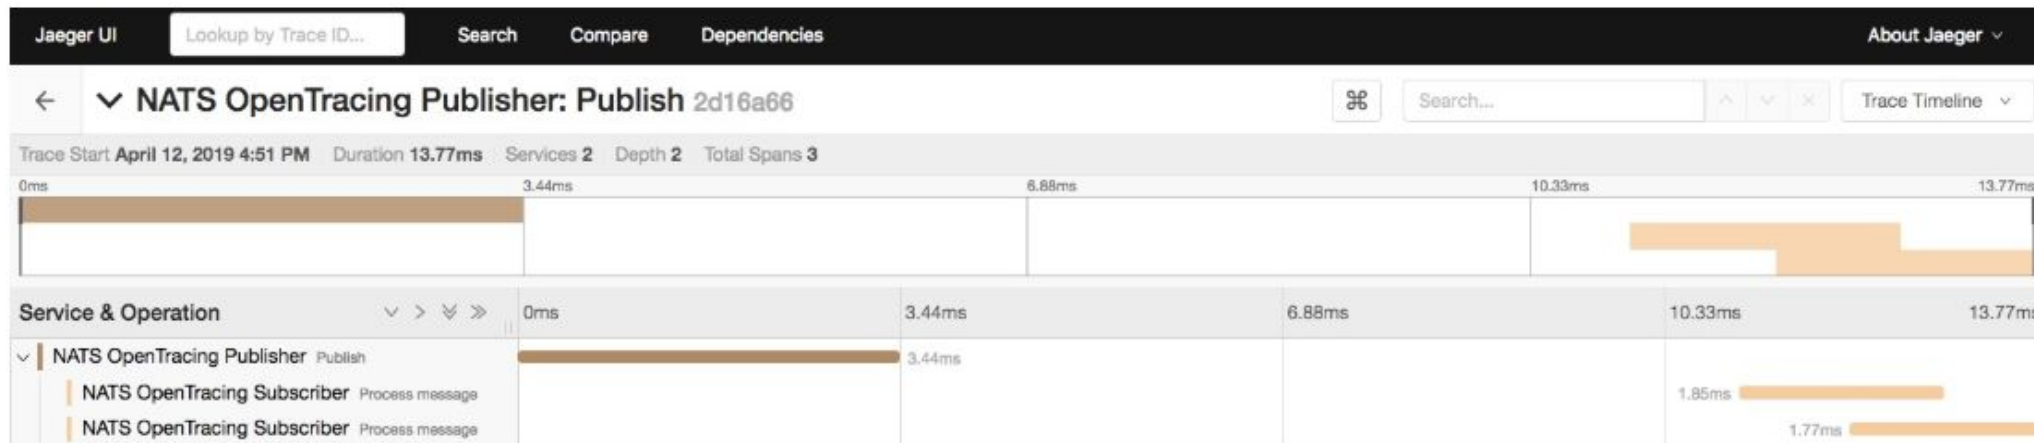 Jaeger UI Lookup by Trace ID... Search Compare Dependencies About Jaeger
NATS OpenTracing Publisher: Publish 2d16a66 ⌘ Search... Trace Timeline
Trace Start April 12, 2019 4:51 PM Duration 13.77ms Services 2 Depth 2 Total Spans 3
0ms 3.44ms 6.88ms 10.33ms 13.77ms
Service & Operation 0ms 3.44ms 6.88ms 10.33ms 13.77ms
NATS OpenTracing Publisher Publish 3.44ms
NATS OpenTracing Subscriber Process message 1.85ms
NATS OpenTracing Subscriber Process message 1.77ms